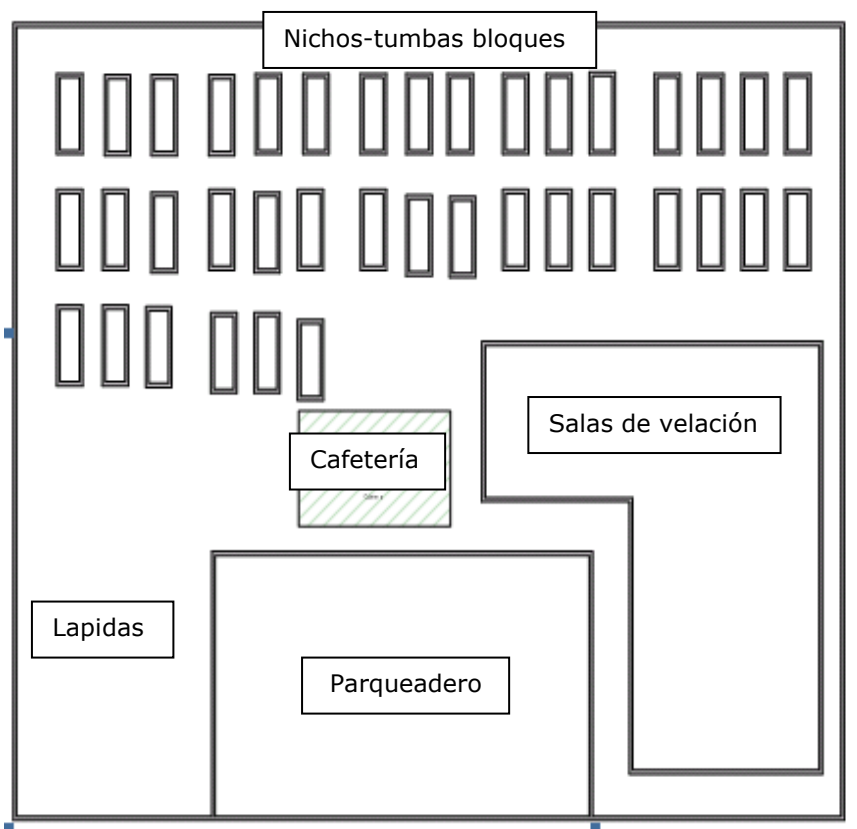 Nichos-tumbas bloques
Salas de velación
Cafetería
Lapidas
Parqueadero